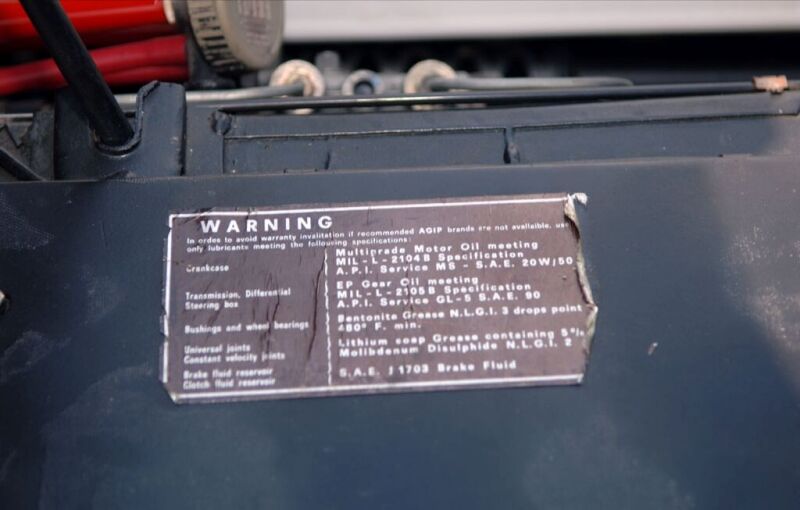 WARNING
In ordes to avoid warranty invalitation if recommended AGIP brands are not availaible, use
only lubricants meeting the following specifications:
Crankcase
Multigrade Motor Oil meeting
MIL-L-2104B Specification
A.P.I. Service MS - S.A.E. 20W/50
Transmission, Differential
Steering box
EP Gear Oil meeting
MIL-L-2105B Specification
A.P.I. Service GL-5 S.A.E. 90
Bushings and wheel bearings
Bentonite Grease N.L.G.I. 3 drops point
480° F. min.
Universal joints
Constant velocity joints
Lithium soap Grease containing 5%
Molibdenum Disulphide N.L.G.I. 2
Brake fluid reservoir
Clutch fluid reservoir
S.A.E. J1703 Brake Fluid